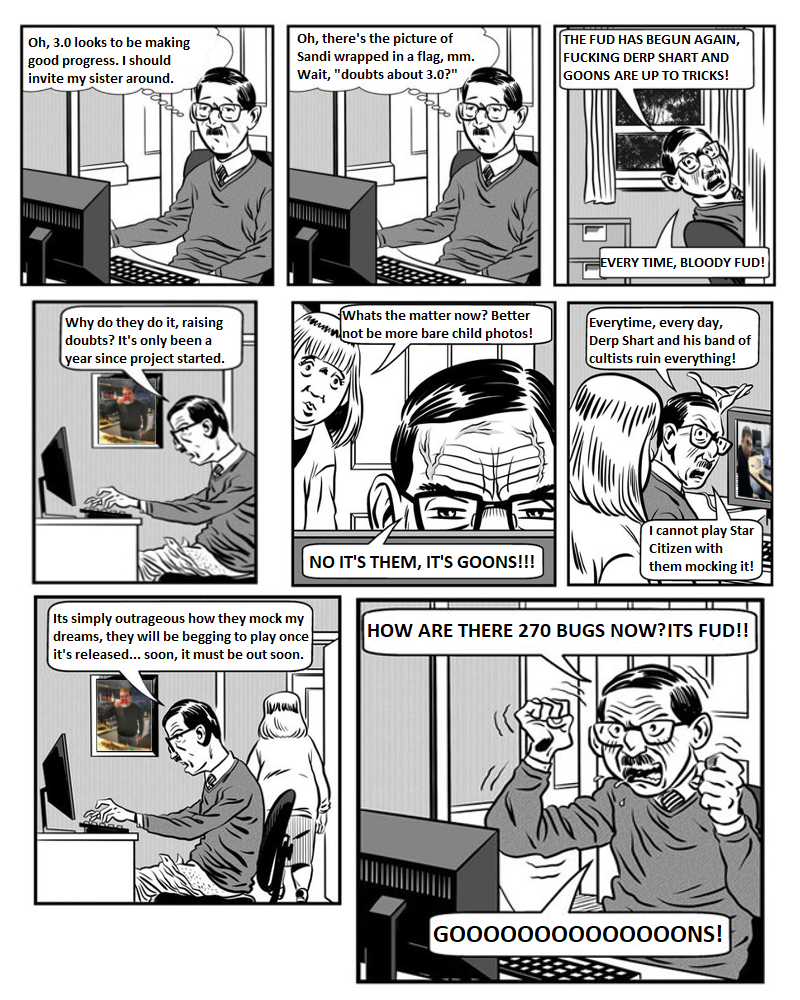 Oh, 3.0 looks to be making
good progress. I should
invite my sister around.
Oh, there's the picture of
Sandi wrapped in a flag, mm.
Wait, "doubts about 3.0?"
THE FUD HAS BEGUN AGAIN,
FUCKING DERP SHART AND
GOONS ARE UP TO TRICKS!
EVERY TIME, BLOODY FUD!
Why do they do it, raising
doubts? It's only been a
year since project started.
Whats the matter now? Better
not be more bare child photos!
NO IT'S THEM, IT'S GOONS!!!
Everytime, every day,
Derp Shart and his band of
cultists ruin everything!
I cannot play Star
Citizen with
them mocking it!
Its simply outrageous how they mock my
dreams, they will be begging to play once
it's released... soon, it must be out soon.
HOW ARE THERE 270 BUGS NOW?ITS FUD!!
GOOOOOOOOOOOOOONS!